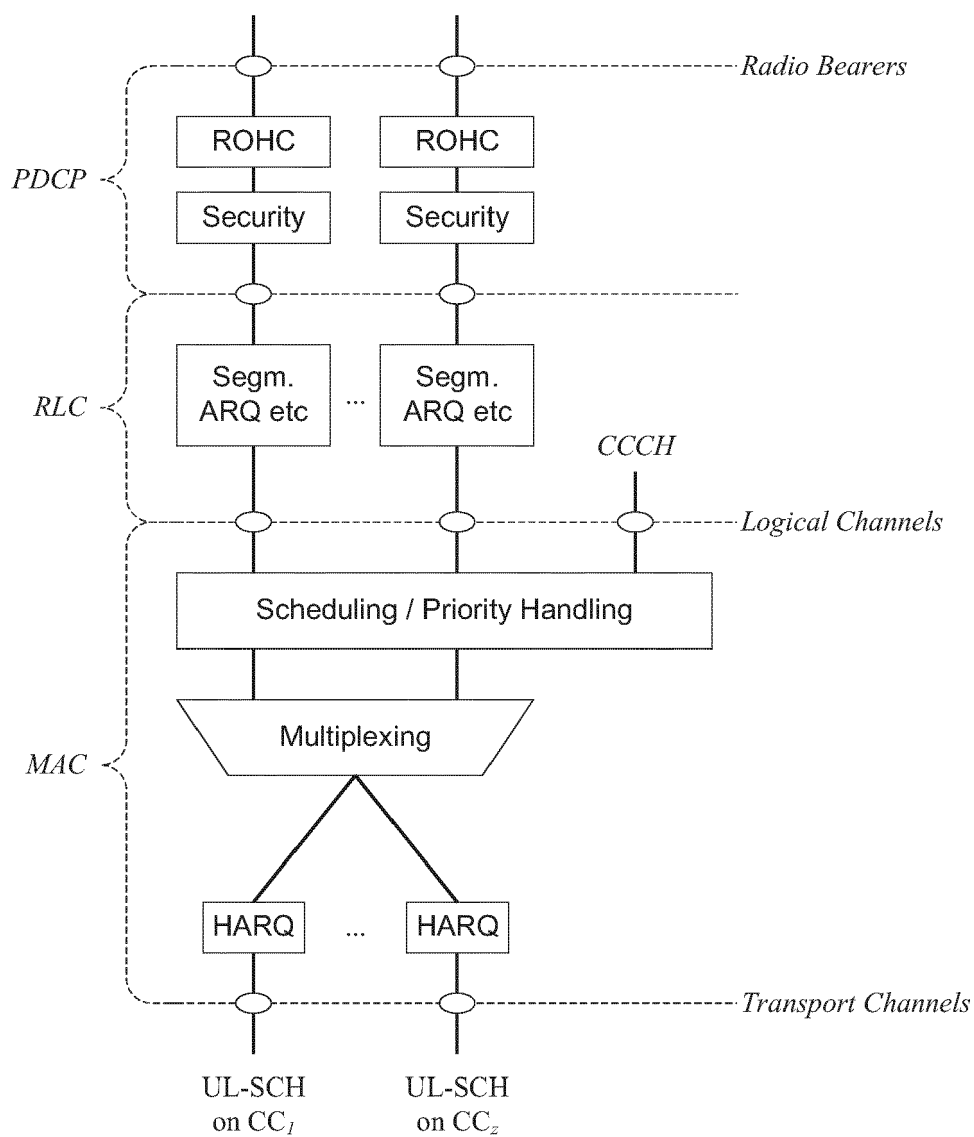 Radio Bearers
ROHC ROHC
PDCP
Security Security
Segm. Segm.
RLC
ARQ etc ... ARQ etc
CCCH
Logical Channels
Scheduling / Priority Handling
Multiplexing
MAC
HARQ ... HARQ
Transport Channels
UL-SCH UL-SCH
on CC1 on CCz